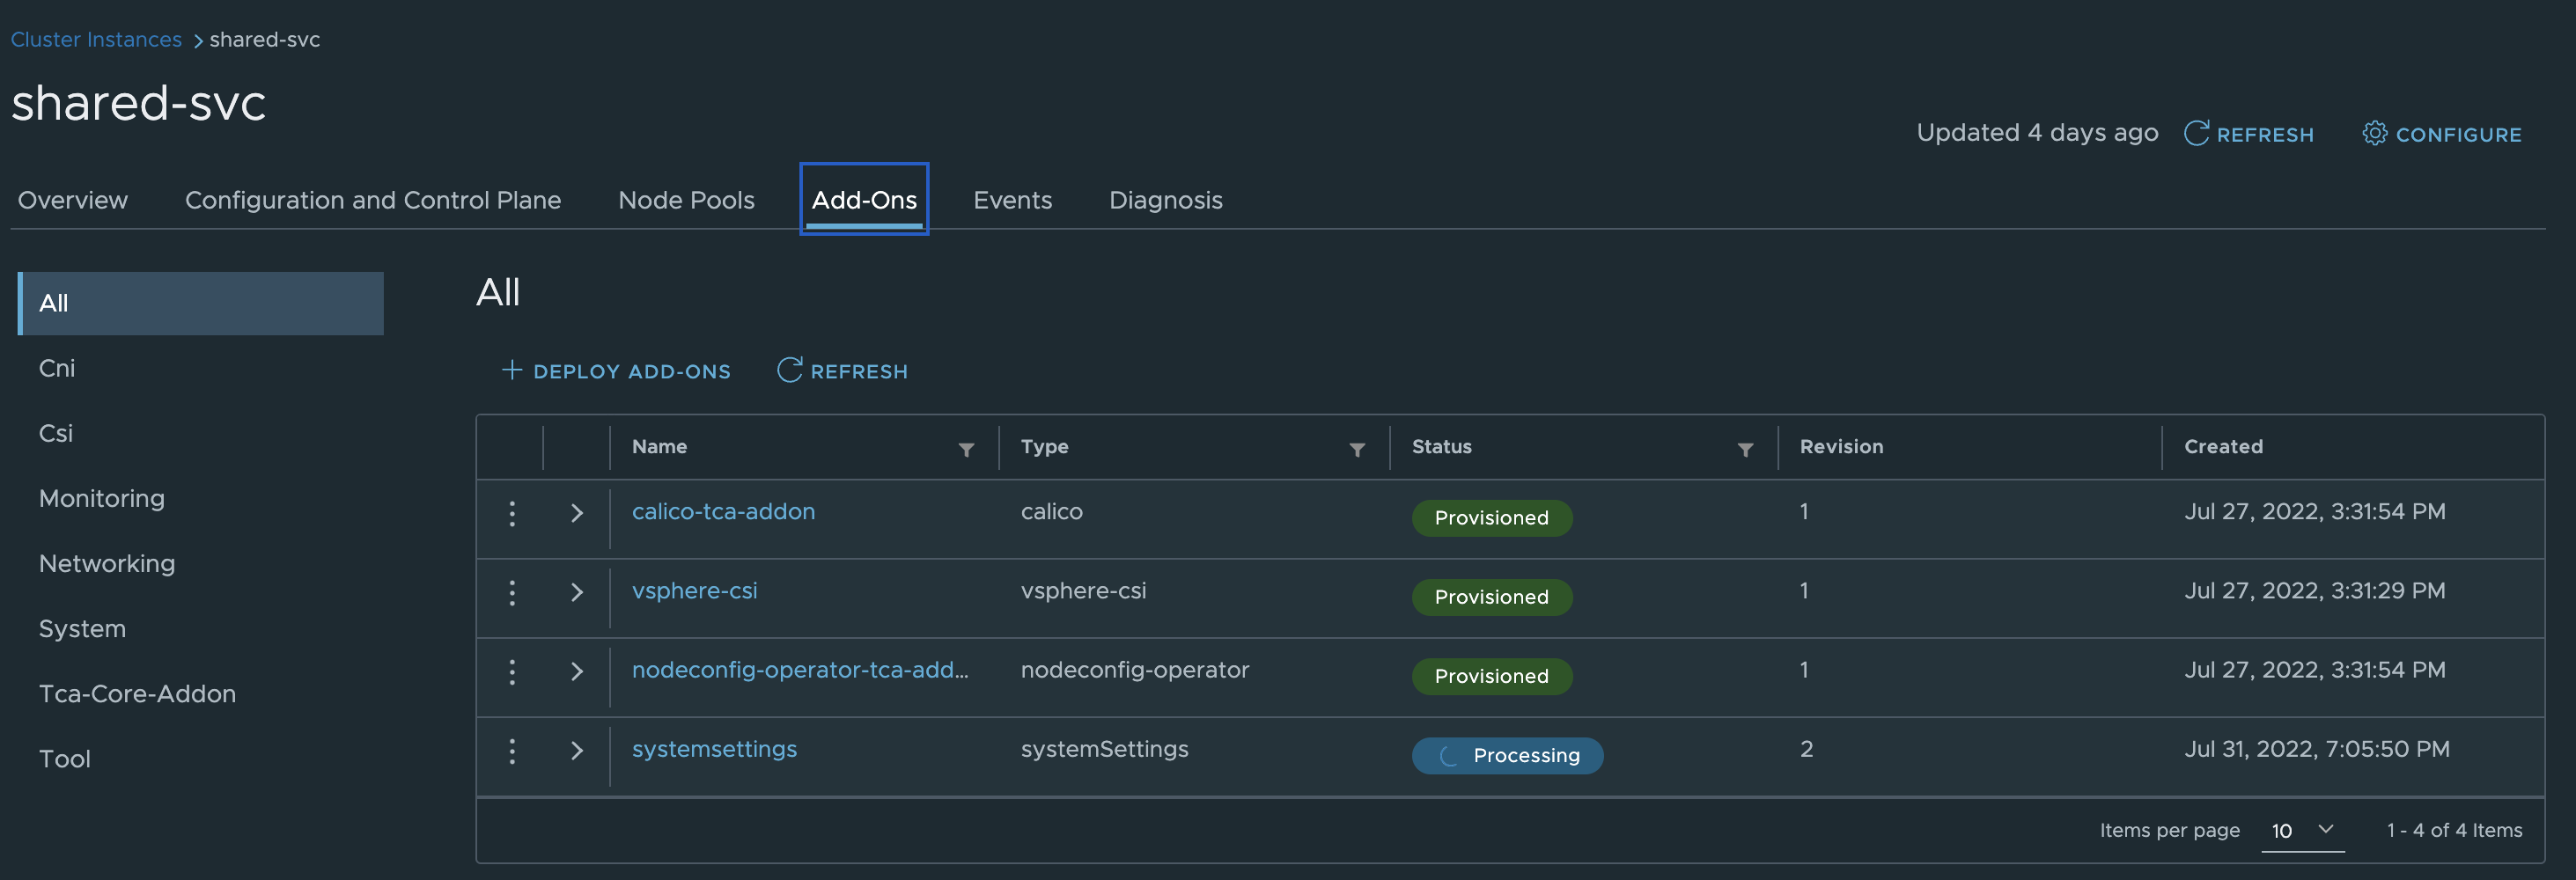 Cluster Instances > shared-svc
shared-svc
Updated 4 days ago REFRESH CONFIGURE
Overview Configuration and Control Plane Node Pools Add-Ons Events Diagnosis
All
Cni
Csi
Monitoring
Networking
System
Tca-Core-Addon
Tool
All
+ DEPLOY ADD-ONS REFRESH
Name Type Status Revision Created
calico-tca-addon calico Provisioned 1 Jul 27, 2022, 3:31:54 PM
vsphere-csi vsphere-csi Provisioned 1 Jul 27, 2022, 3:31:29 PM
nodeconfig-operator-tca-add... nodeconfig-operator Provisioned 1 Jul 27, 2022, 3:31:54 PM
systemsettings systemSettings Processing 2 Jul 31, 2022, 7:05:50 PM
Items per page 10 1 - 4 of 4 Items